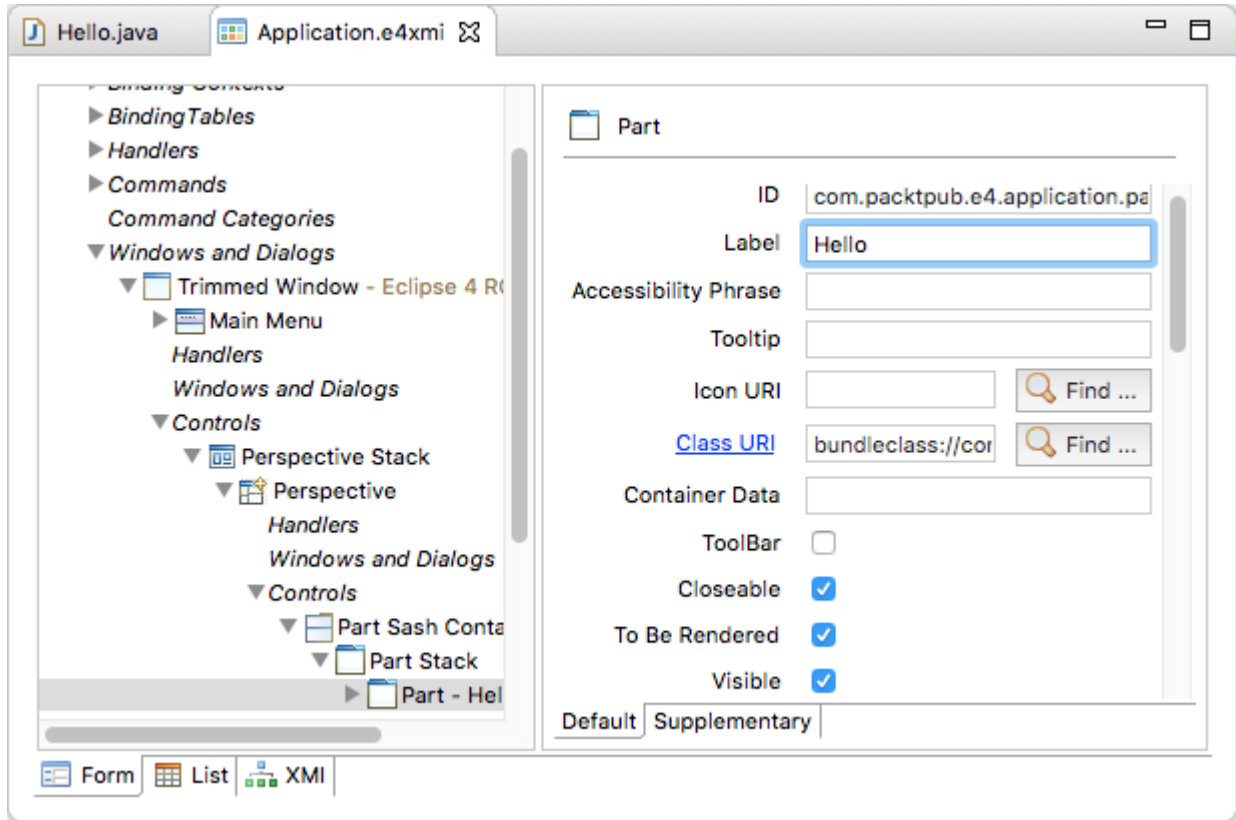 Hello.java
Application.e4xmi
Binding Contexts
BindingTables
Handlers
Commands
Command Categories
Windows and Dialogs
Trimmed Window - Eclipse 4 R
Main Menu
Handlers
Windows and Dialogs
Controls
Perspective Stack
Perspective
Handlers
Windows and Dialogs
Controls
Part Sash Conta
Part Stack
Part - Hel
Part
ID com.packtpub.e4.application.pa
Label Hello
Accessibility Phrase
Tooltip
Icon URI Find ...
Class URI bundleclass://cor Find ...
Container Data
ToolBar
Closeable
To Be Rendered
Visible
Default Supplementary
Form List XMI